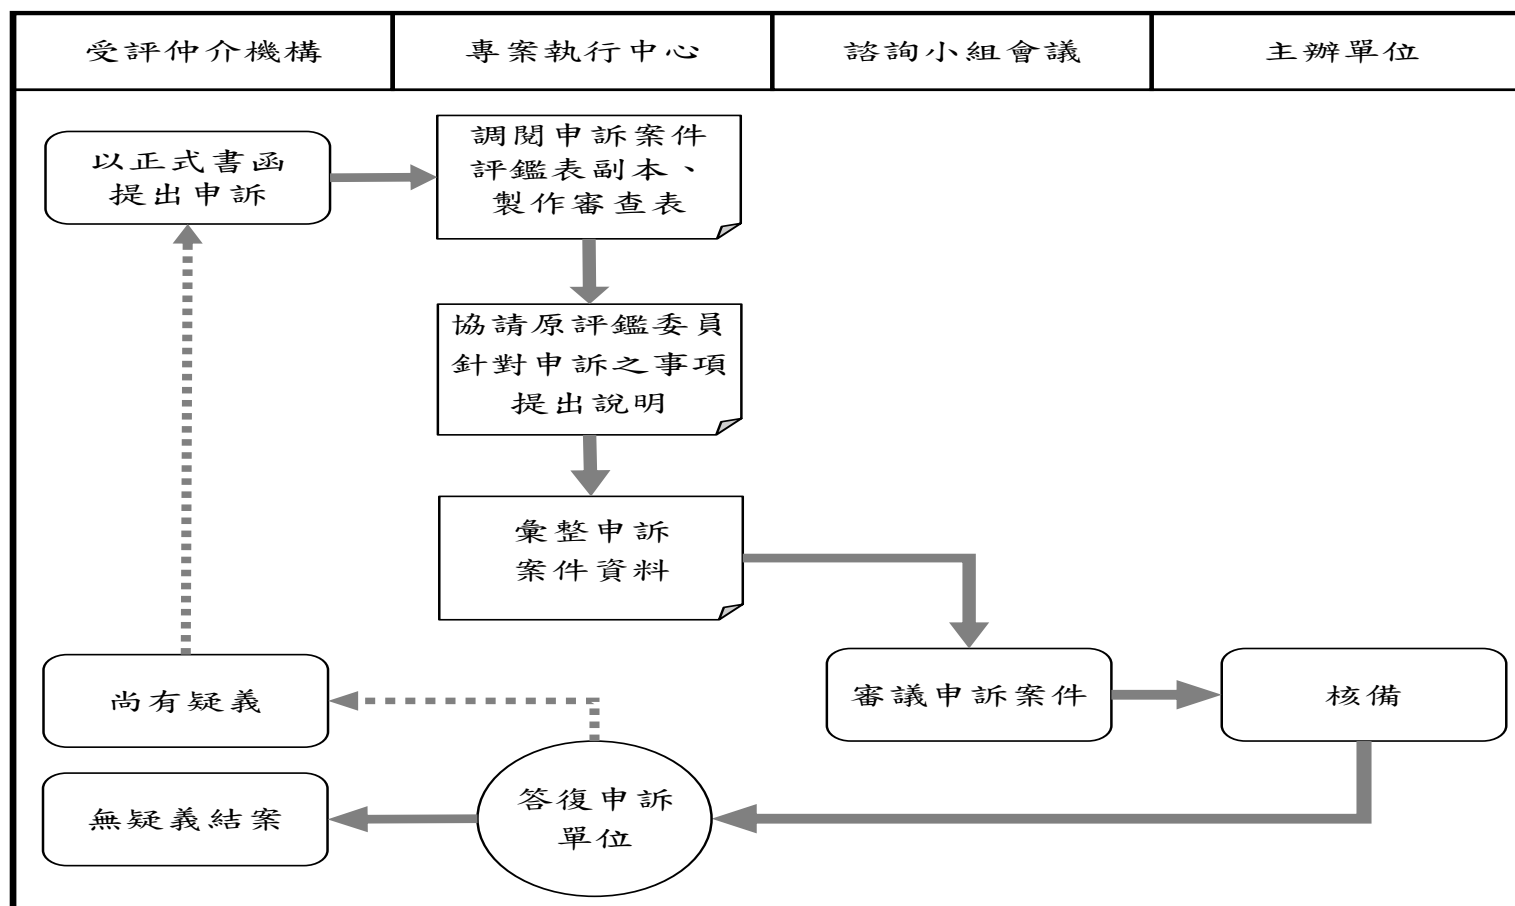 受評仲介機構
專案執行中心
諮詢小組會議
主辦單位
以正式書函
提出申訴
調閱申訴案件
評鑑表副本、
製作審查表
協請原評鑑委員
針對申訴之事項
提出說明
彙整申訴
案件資料
審議申訴案件
核備
尚有疑義
答復申訴
單位
無疑義結案